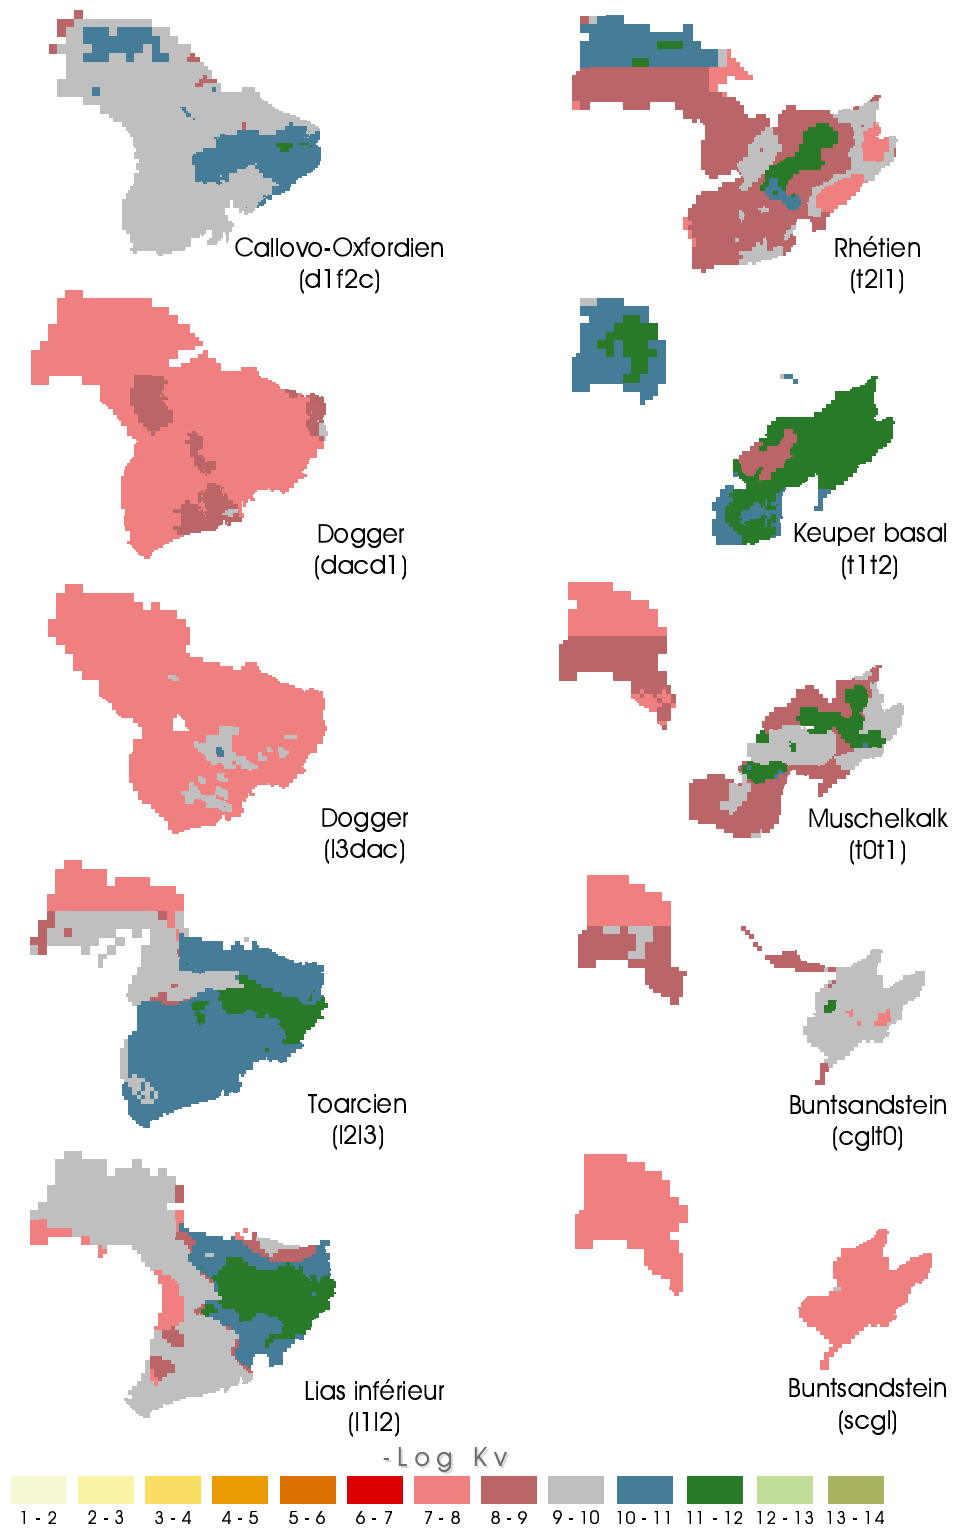 Callovo-Oxfordien
(d1f2c)
Rhétien
(t2l1)
Dogger
(dacd1)
Keuper basal
(t1t2)
Dogger
(l3dac)
Muschelkalk
(t0t1)
Toarcien
(l2l3)
Buntsandstein
(cglt0)
Lias inférieur
(l1l2)
Buntsandstein
(scgl)
-Log Kv
1 - 2 2 - 3 3 - 4 4 - 5 5 - 6 6 - 7 7 - 8 8 - 9 9 - 10 10 - 11 11 - 12 12 - 13 13 - 14